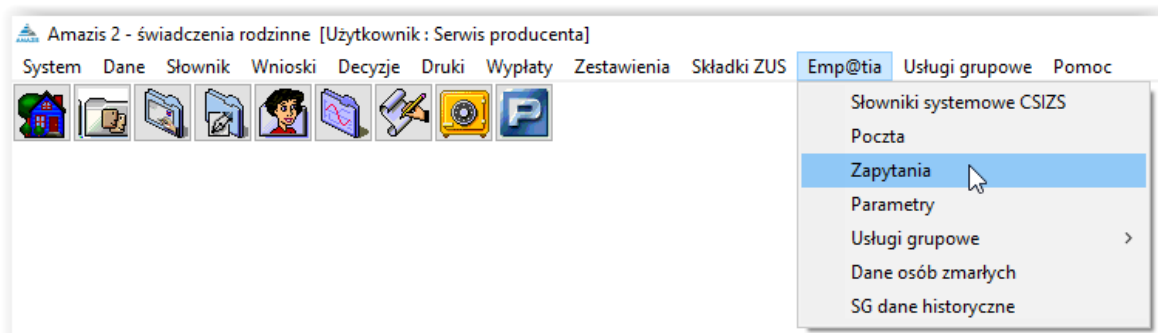 Amazis 2 - świadczenia rodzinne [Użytkownik : Serwis producenta]
System Dane Słownik Wnioski Decyzje Druki Wypłaty Zestawienia Składki ZUS Emp@tia Usługi grupowe Pomoc
Słowniki systemowe CSIZS
Poczta
Zapytania
Parametry
Usługi grupowe
Dane osób zmarłych
SG dane historyczne